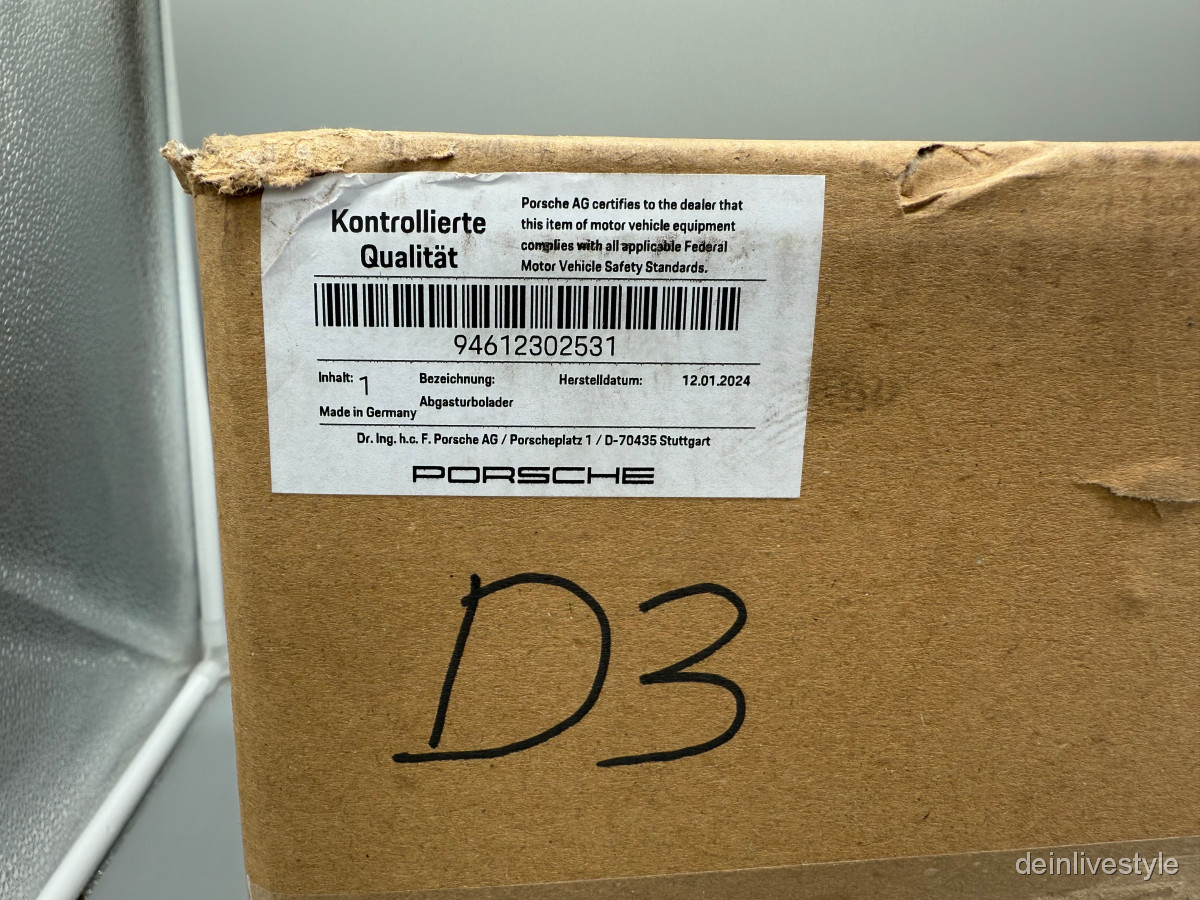 Kontrollierte
Qualität
Porsche AG certifies to the dealer that
this item of motor vehicle equipment
complies with all applicable Federal
Motor Vehicle Safety Standards.
94612302531
Inhalt: 1
Made in Germany
Bezeichnung:
Abgasturbolader
Herstelldatum: 12.01.2024
Dr. Ing. h.c. F. Porsche AG / Porscheplatz 1 / D-70435 Stuttgart
PORSCHE
D3
deinlivestyle